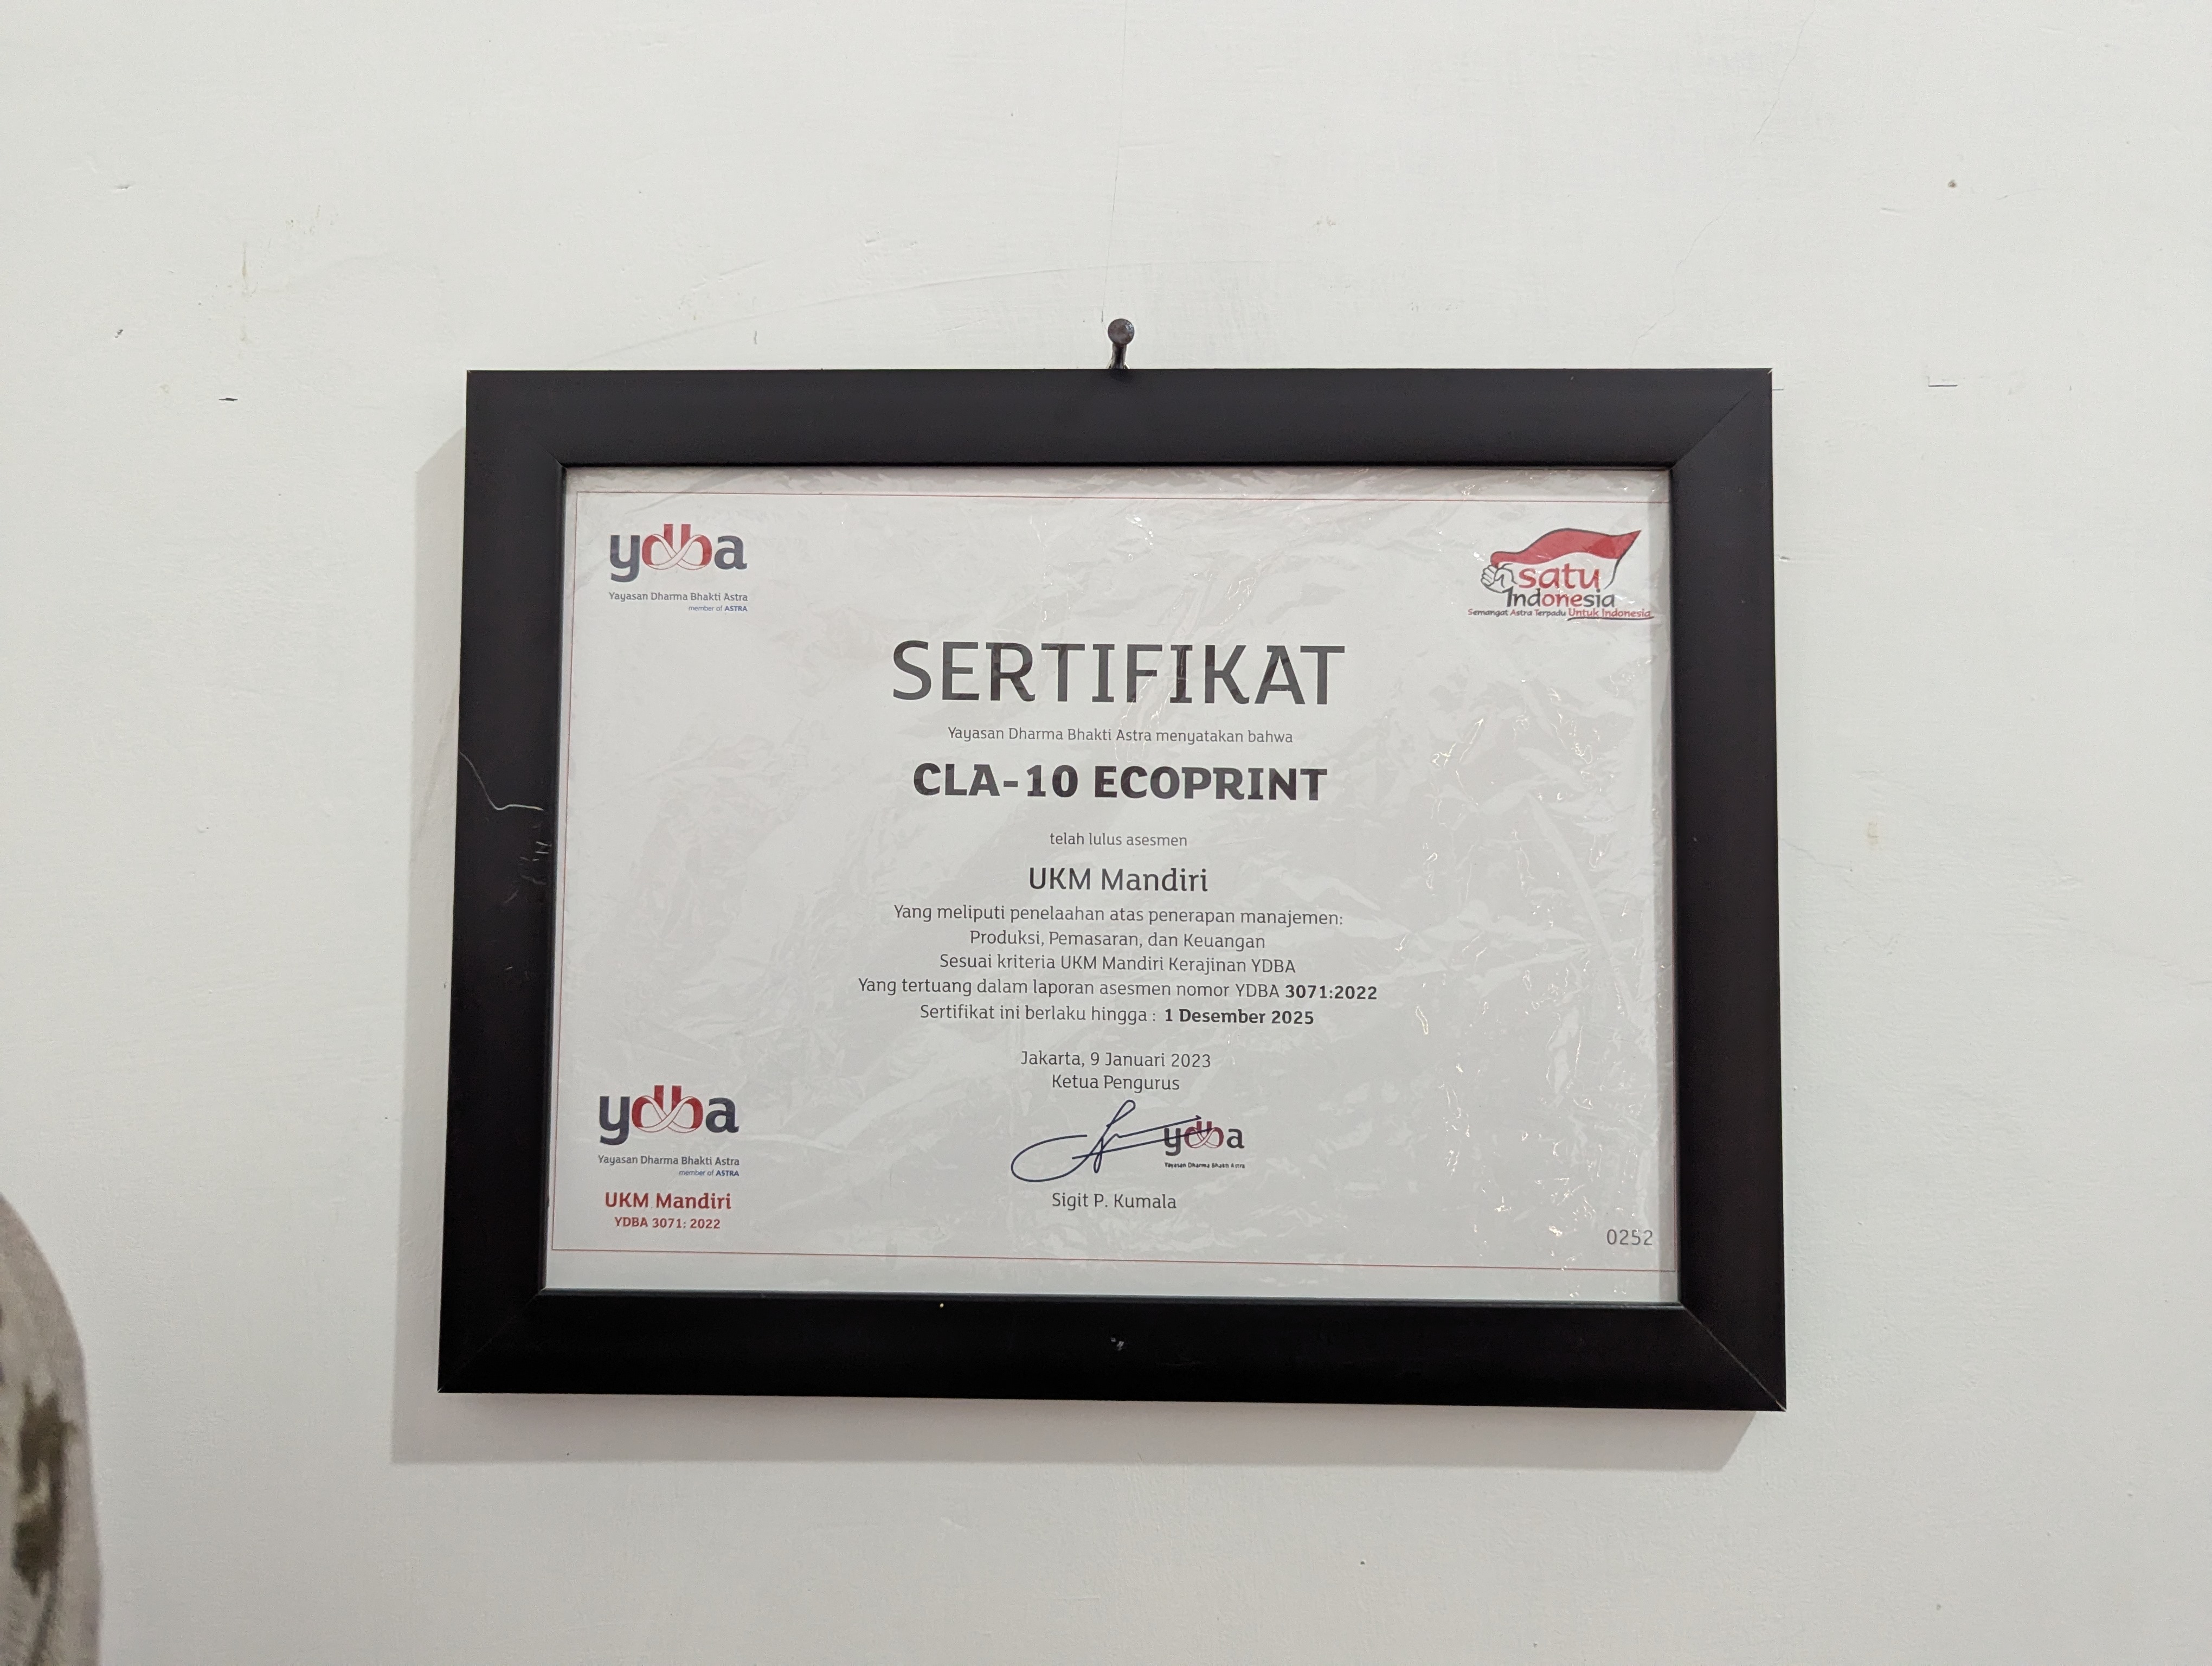 ydba
Yayasan Dharma Bhakti Astra
member of ASTRA
satu
Indonesia
Semangat Astra Terpadu Untuk Indonesia
SERTIFIKAT
Yayasan Dharma Bhakti Astra menyatakan bahwa
CLA-10 ECOPRINT
telah lulus asesmen
UKM Mandiri
Yang meliputi penelaahan atas penerapan manajemen:
Produksi, Pemasaran, dan Keuangan
Sesuai kriteria UKM Mandiri Kerajinan YDBA
Yang tertuang dalam laporan asesmen nomor YDBA 3071:2022
Sertifikat ini berlaku hingga : 1 Desember 2025
Jakarta, 9 Januari 2023
Ketua Pengurus
ydba
Yayasan Dharma Bhakti Astra
Sigit P. Kumala
ydba
Yayasan Dharma Bhakti Astra
member of ASTRA
UKM Mandiri
YDBA 3071: 2022
0252